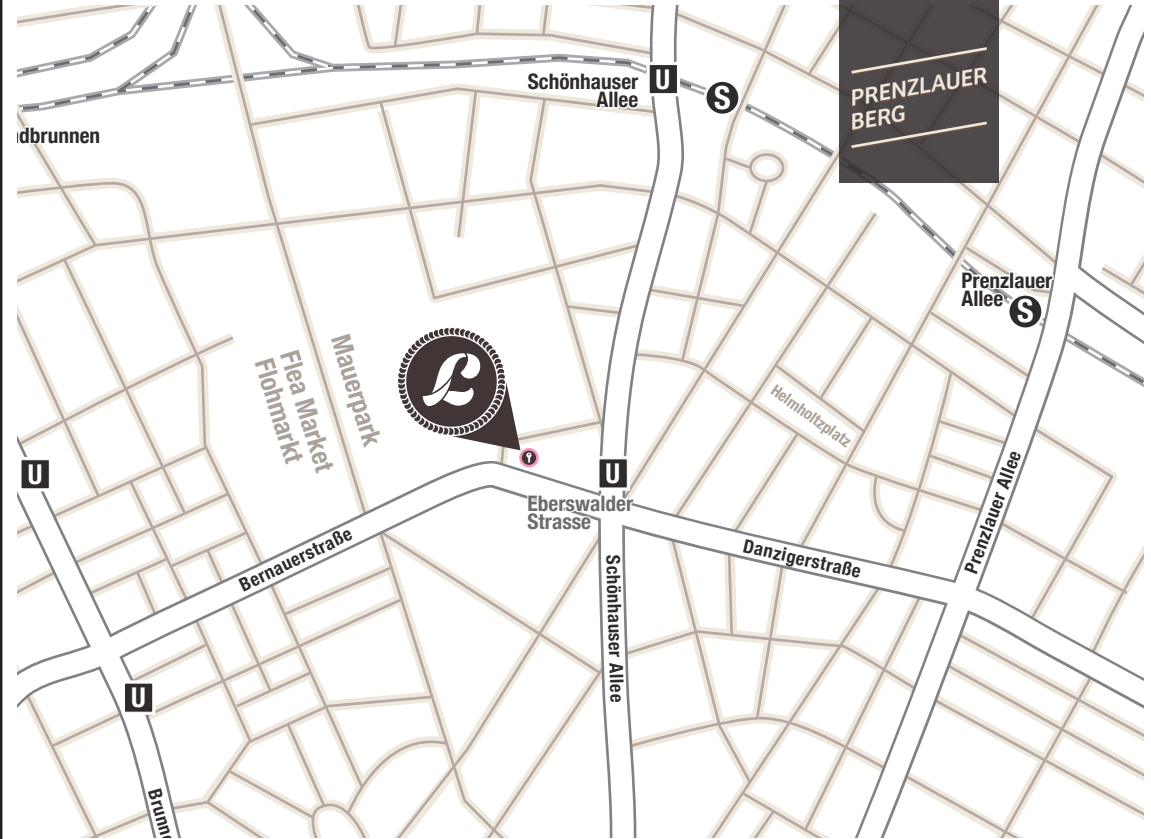 Schönhauser
Allee
U
S
PRENZLAUER
BERG
dbrunnen
Prenzlauer
Allee
S
Mauerpark
Flea Market
Flohmarkt
L
Helmholtzplatz
U
U
Eberswalder
Strasse
Prenzlauer Allee
Bernauerstraße
Danzigerstraße
Schönhauser Allee
U
Brunn